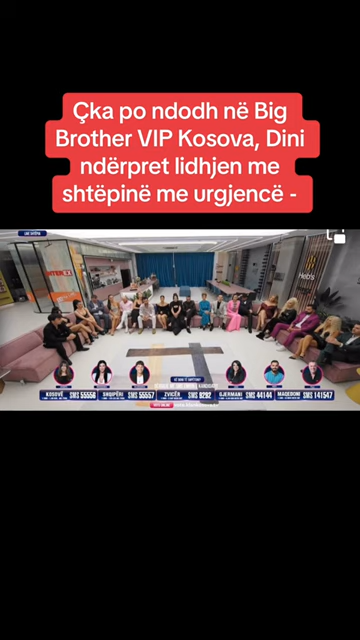 Çka po ndodh në Big
Brother VIP Kosova, Dini
ndërpret lidhjen me
shtëpinë me urgjencë -
KOSOVË SMS 55556
SHQIPËRI SMS 55557
ZVICËR SMS 9292
GJERMANI SMS 44144
MAQEDONI SMS 141547